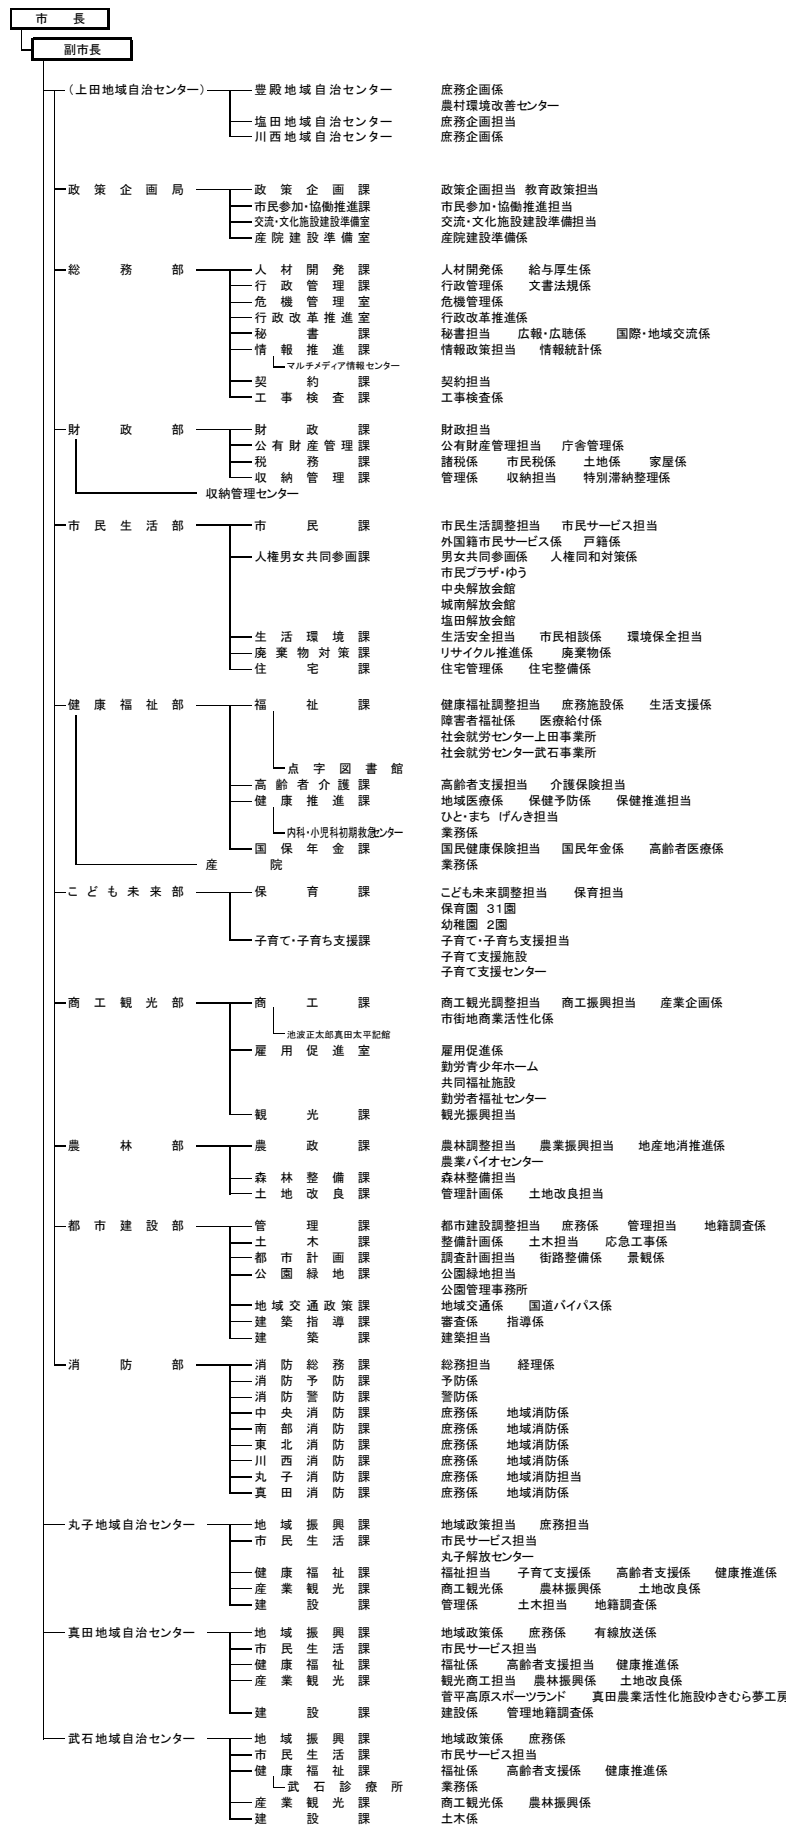 市　長
副市長
(上田地域自治センター) 豊殿地域自治センター 庶務企画係
農村環境改善センター
塩田地域自治センター 庶務企画担当
川西地域自治センター 庶務企画係
政策企画局 政策企画課 政策企画担当 教育政策担当
市民参加・協働推進課 市民参加・協働推進担当
交流・文化施設建設準備室 交流・文化施設建設準備担当
産院建設準備室 産院建設準備係
総務部 人材開発課 人材開発係 給与厚生係
行政管理課 行政管理係 文書法規係
危機管理室 危機管理係
行政改革推進室 行政改革推進係
秘書課 秘書担当 広報・広聴係 国際・地域交流係
情報推進課 情報政策担当 情報統計係
マルチメディア情報センター
契約課 契約担当
工事検査課 工事検査係
財政部 財政課 財政担当
公有財産管理課 公有財産管理担当 庁舎管理係
税務課 諸税係 市民税係 土地係 家屋係
収納管理課 管理係 収納担当 特別滞納整理係
収納管理センター
市民生活部 市民課 市民生活調整担当 市民サービス担当
外国籍市民サービス係 戸籍係
人権男女共同参画課 男女共同参画係 人権同和対策係
市民プラザ・ゆう
中央解放会館
城南解放会館
塩田解放会館
生活環境課 生活安全担当 市民相談係 環境保全担当
廃棄物対策課 リサイクル推進係 廃棄物係
住宅課 住宅管理係 住宅整備係
健康福祉部 福祉課 健康福祉調整担当 庶務施設係 生活支援係
障害者福祉係 医療給付係
社会就労センター上田事業所
社会就労センター武石事業所
点字図書館
高齢者介護課 高齢者支援担当 介護保険担当
健康推進課 地域医療係 保健予防係 保健推進担当
ひと・まち げんき担当
内科・小児科初期救急センター 業務係
国保年金課 国民健康保険担当 国民年金係 高齢者医療係
産院 業務係
こども未来部 保育課 こども未来調整担当 保育担当
保育園 31園
幼稚園 2園
子育て・子育ち支援課 子育て・子育ち支援担当
子育て支援施設
子育て支援センター
商工観光部 商工課 商工観光調整担当 商工振興担当 産業企画係
市街地商業活性化係
池波正太郎真田太平記館
雇用促進室 雇用促進係
勤労青少年ホーム
共同福祉施設
勤労者福祉センター
観光課 観光振興担当
農林部 農政課 農林調整担当 農業振興担当 地産地消推進係
農業バイオセンター
森林整備課 森林整備担当
土地改良課 管理計画係 土地改良担当
都市建設部 管理課 都市建設調整担当 庶務係 管理担当 地籍調査係
土木課 整備計画係 土木担当 応急工事係
都市計画課 調査計画担当 街路整備係 景観係
公園緑地課 公園緑地担当
公園管理事務所
地域交通政策課 地域交通係 国道バイパス係
建築指導課 審査係 指導係
建築課 建築担当
消防部 消防総務課 総務担当 経理係
消防予防課 予防係
消防警防課 警防係
中央消防課 庶務係 地域消防係
南部消防課 庶務係 地域消防係
東北消防課 庶務係 地域消防係
川西消防課 庶務係 地域消防係
丸子消防課 庶務係 地域消防担当
真田消防課 庶務係 地域消防係
丸子地域自治センター 地域振興課 地域政策担当 庶務担当
市民生活課 市民サービス担当
丸子解放センター
健康福祉課 福祉担当 子育て支援係 高齢者支援係 健康推進係
産業観光課 商工観光係 農林振興係 土地改良係
建設課 管理係 土木担当 地籍調査係
真田地域自治センター 地域振興課 地域政策係 庶務係 有線放送係
市民生活課 市民サービス担当
健康福祉課 福祉係 高齢者支援担当 健康推進係
産業観光課 観光商工担当 農林振興係 土地改良係
菅平高原スポーツランド 真田農業活性化施設ゆきむら夢工房
建設課 建設係 管理地籍調査係
武石地域自治センター 地域振興課 地域政策係 庶務係
市民生活課 市民サービス担当
健康福祉課 福祉係 高齢者支援係 健康推進係
武石診療所 業務係
産業観光課 商工観光係 農林振興係
建設課 土木係